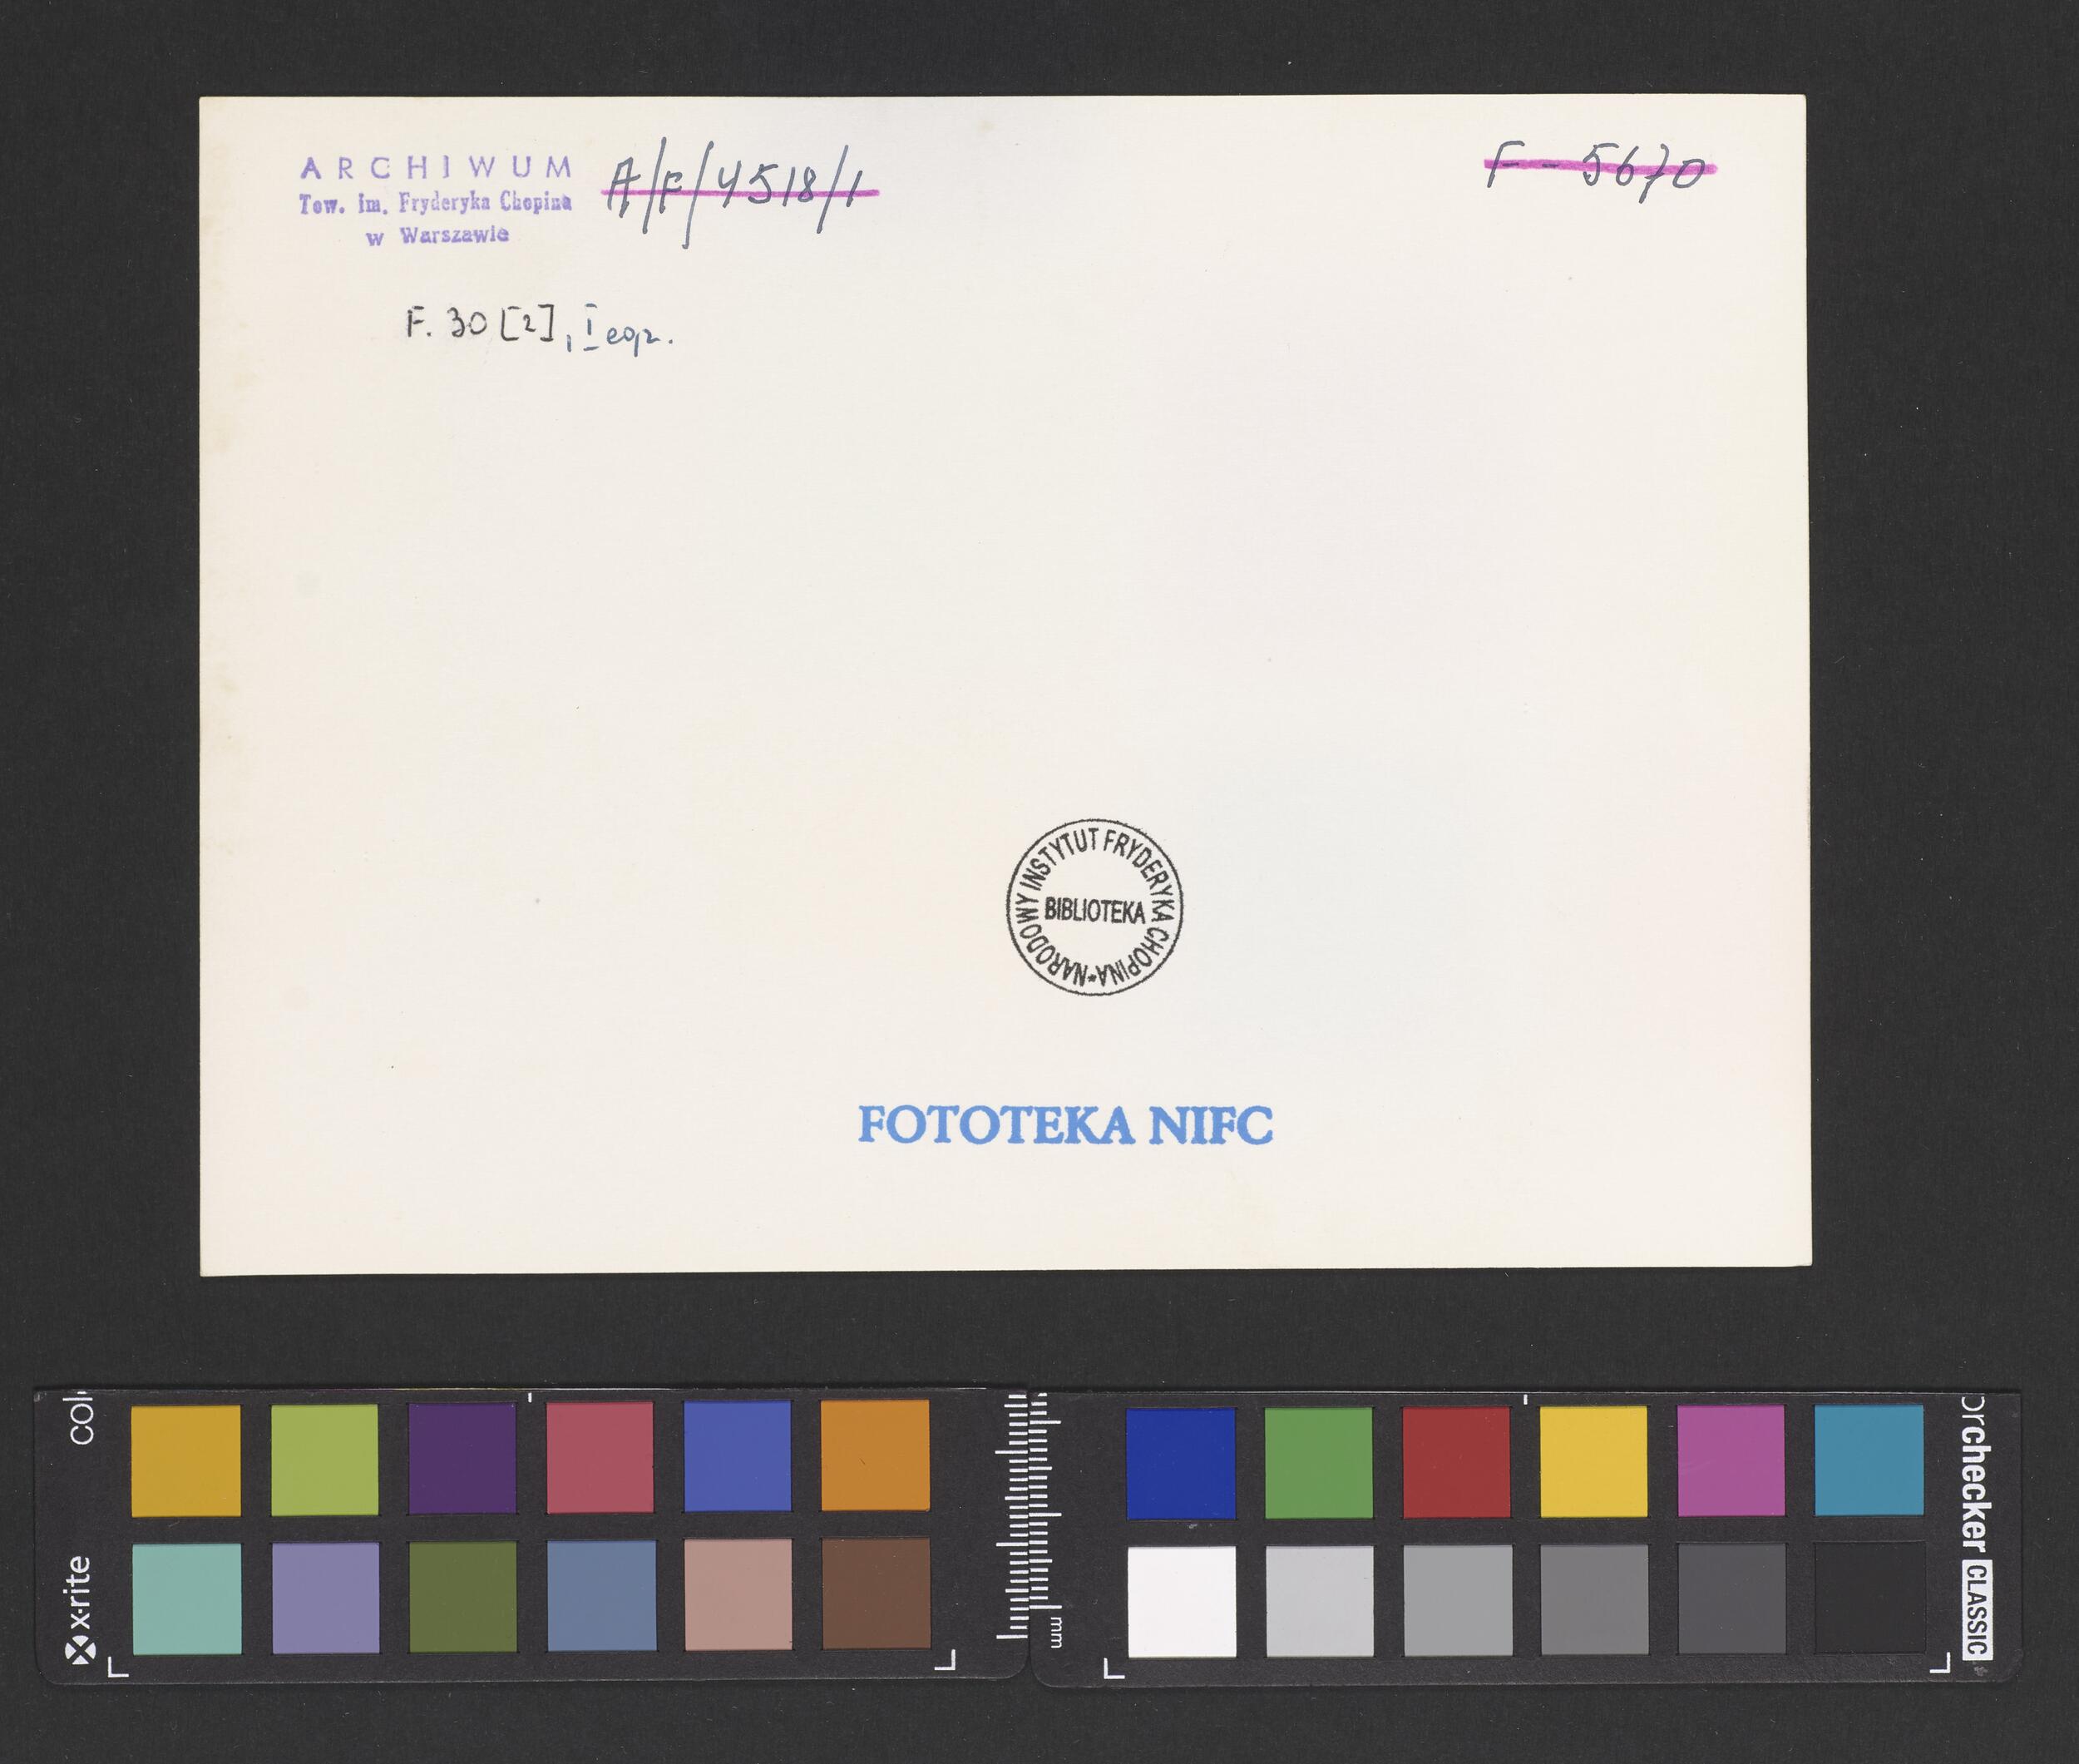 ARCHIWUM
Tow. im. Fryderyka Chopina
w Warszawie
A/F/4518/1
F - 5670
F. 30 [2], I egz.
NARODOWY INSTYTUT FRYDERYKA CHOPINA *
BIBLIOTEKA
FOTOTEKA NIFC
x-rite
mm
CLASSIC